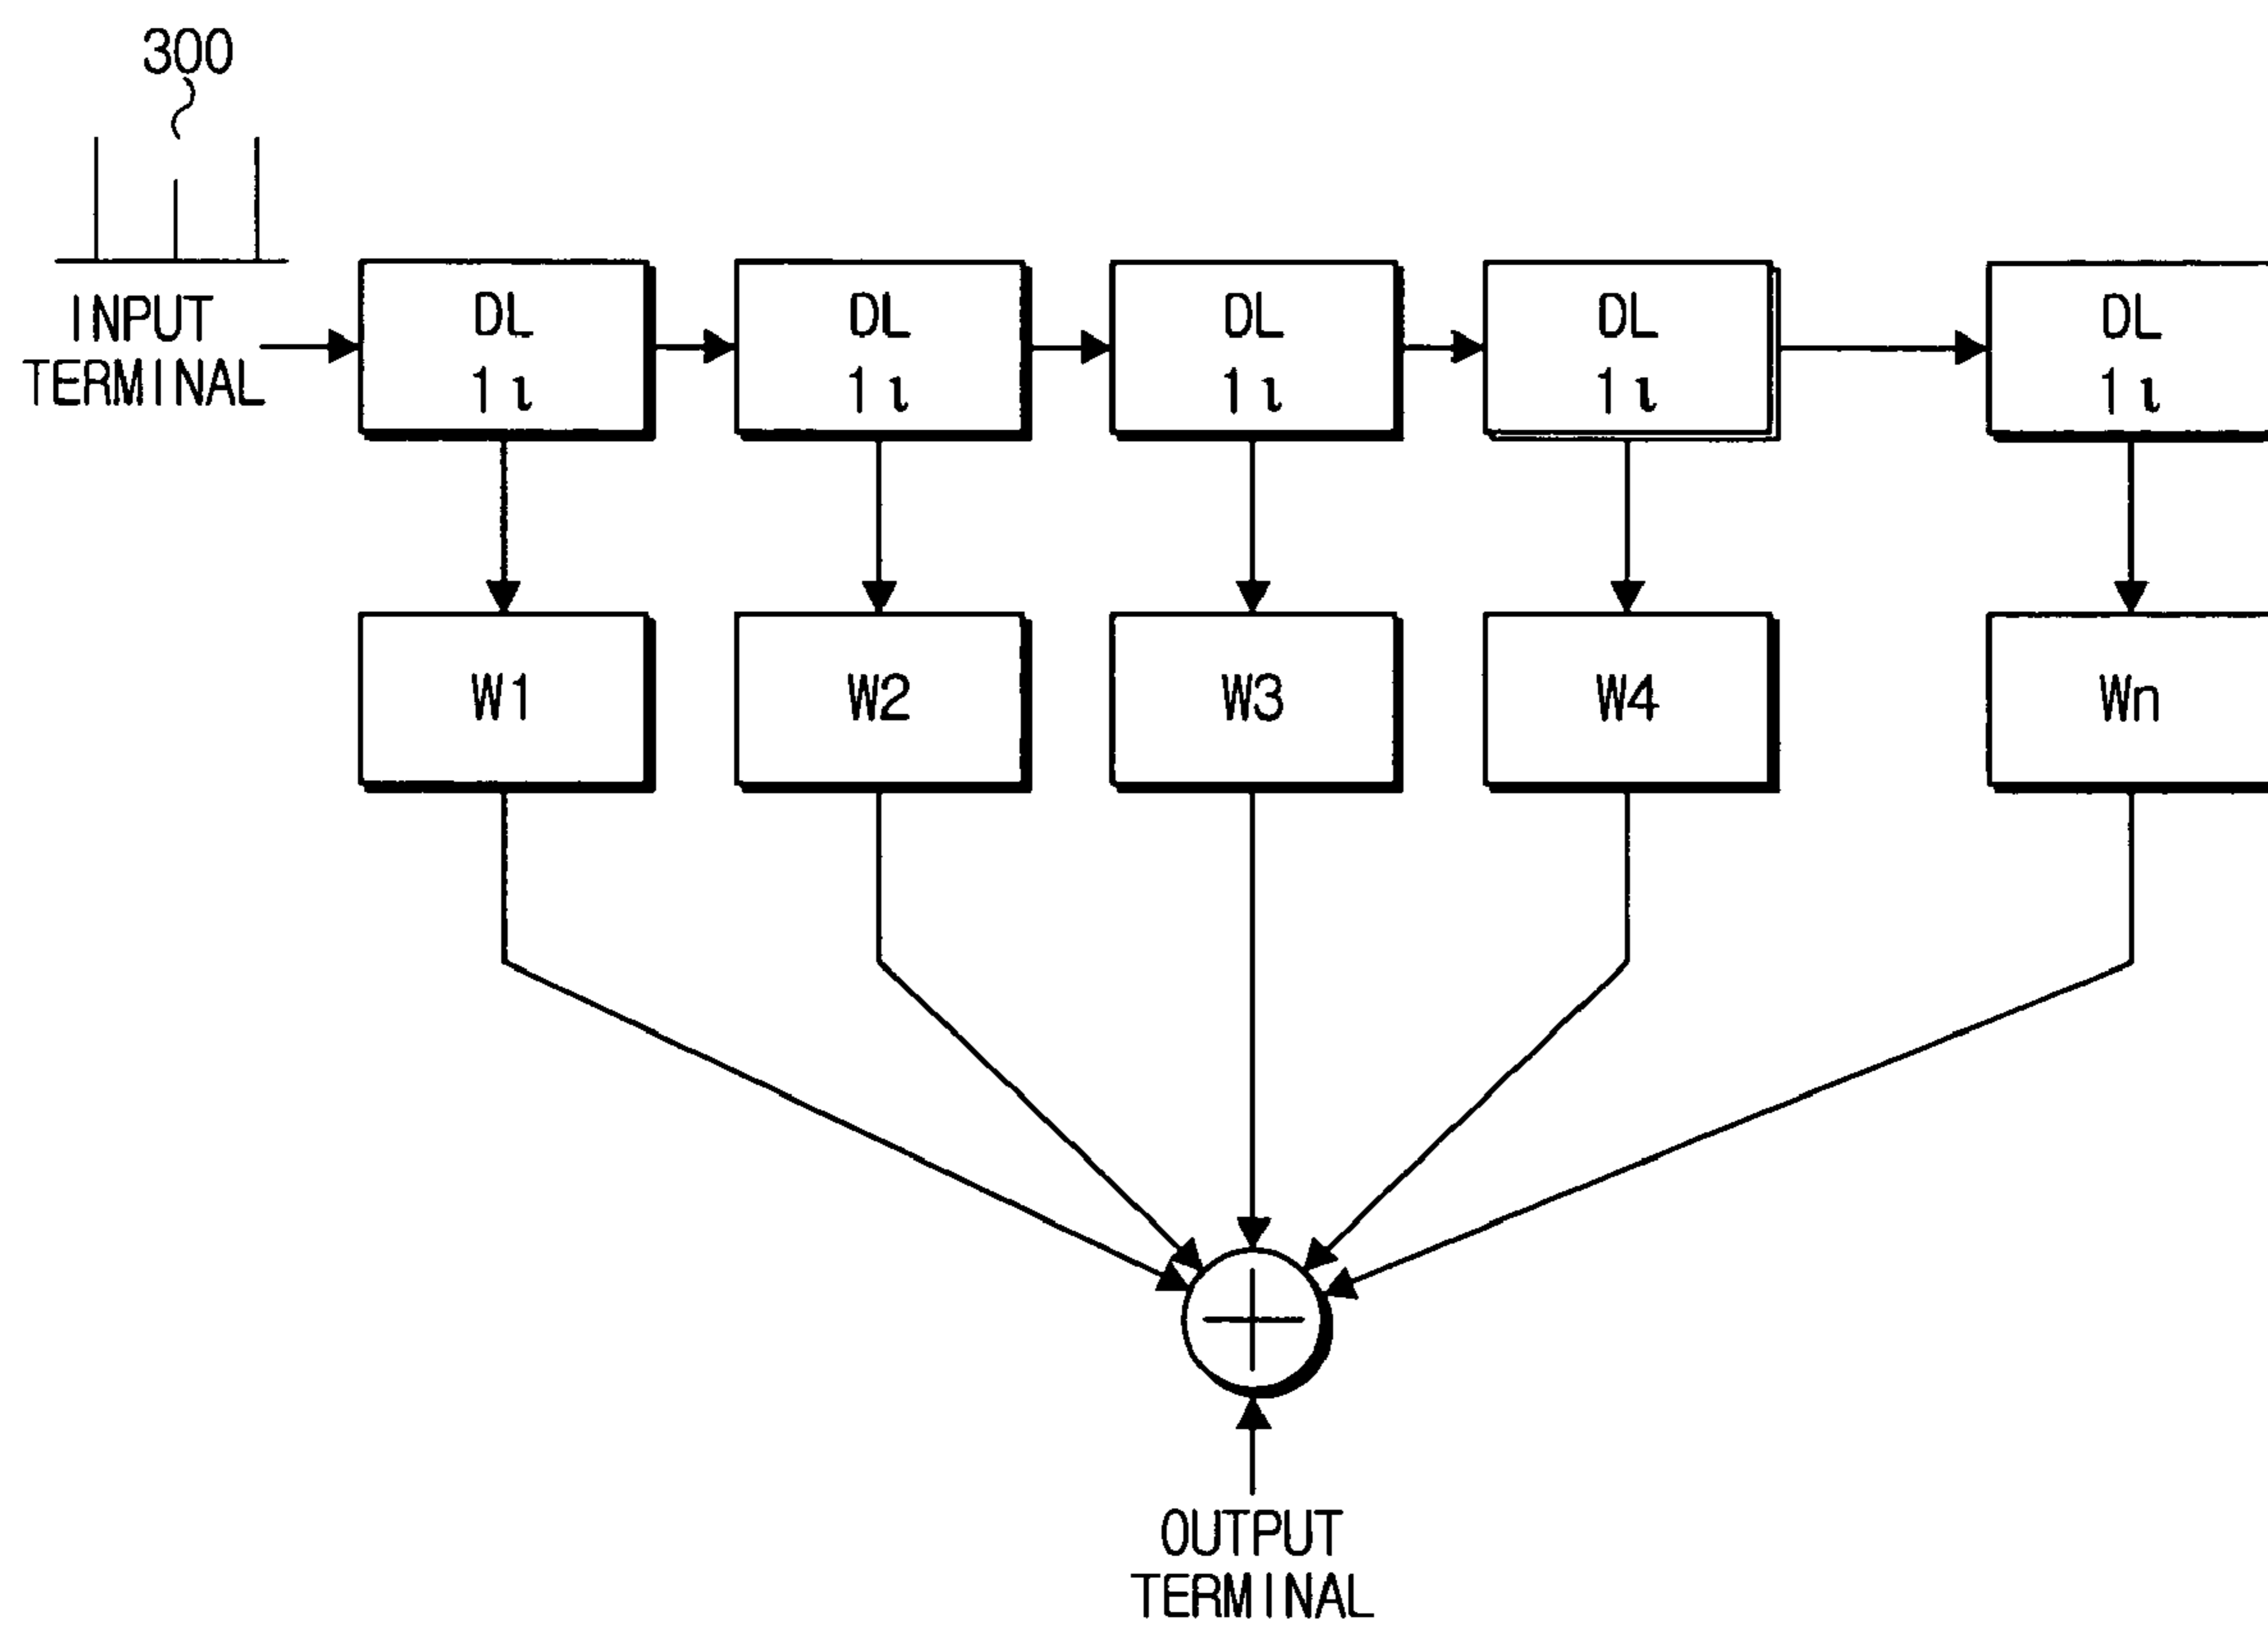 300
INPUT
TERMINAL
DL
1ι
DL
1ι
DL
1ι
DL
1ι
DL
1ι
W1
W2
W3
W4
Wn
OUTPUT
TERMINAL